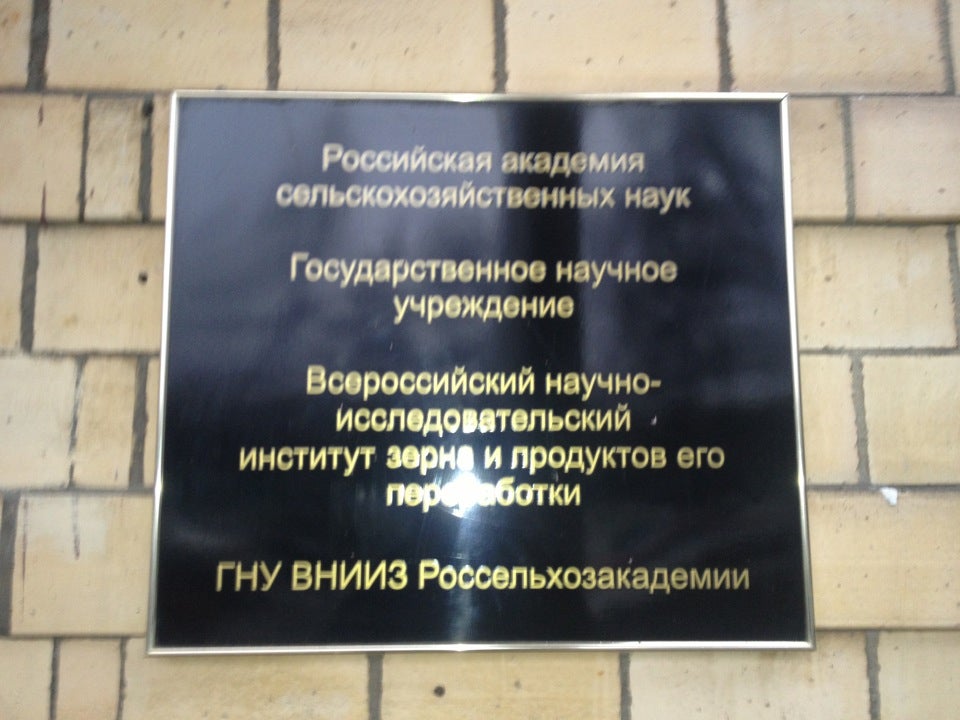 Российская академия
сельскохозяйственных наук
Государственное научное
учреждение
Всероссийский научно-
исследовательский
институт зерна и продуктов его
переработки
ГНУ ВНИИЗ Россельхозакадемии